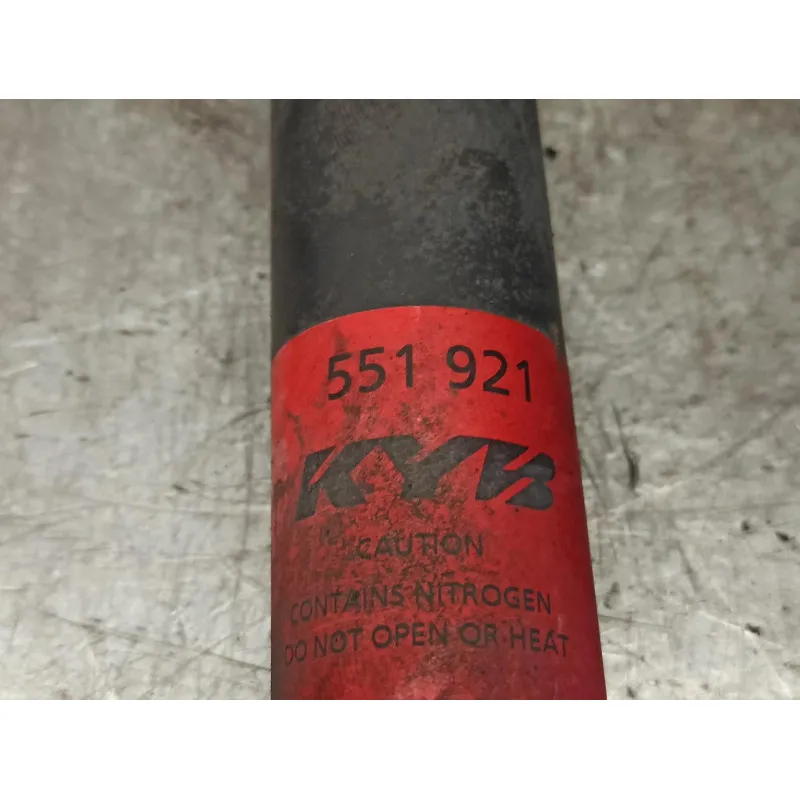 551 921
KYB
CAUTION
CONTAINS NITROGEN
DO NOT OPEN OR HEAT